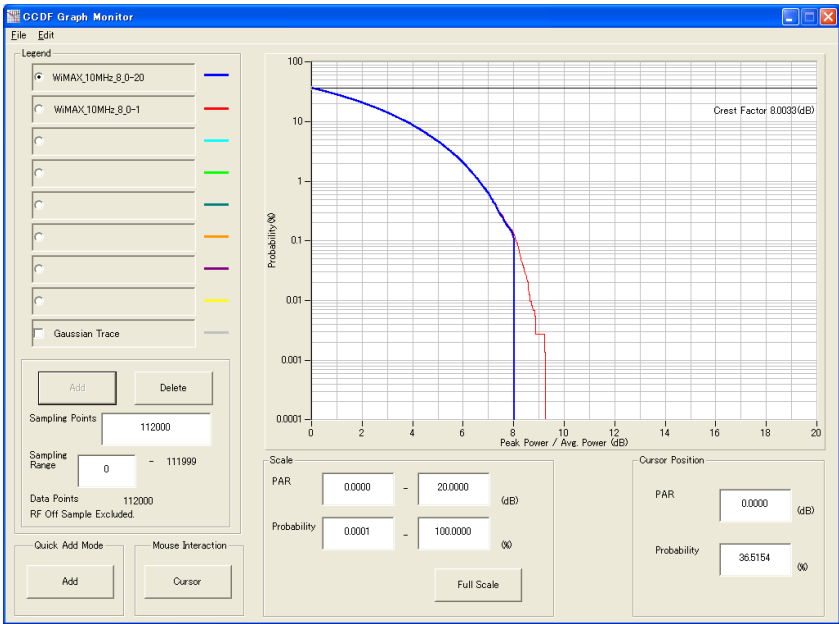 CCDF Graph Monitor
File Edit
Legend
WiMAX_10MHz_8_0-20
WiMAX_10MHz_8_0-1
Gaussian Trace
Add
Delete
Sampling Points
112000
Sampling
Range
0
- 111999
Data Points 112000
RF Off Sample Excluded.
Quick Add Mode
Add
Mouse Interaction
Cursor
Probability(%)
100
10
1
0.1
0.01
0.001
0.0001
Crest Factor 8.0033(dB)
0 2 4 6 8 10 12 14 16 18 20
Peak Power / Avg. Power (dB)
Scale
PAR 0.0000 - 20.0000 (dB)
Probability 0.0001 - 100.0000 (%)
Full Scale
Cursor Position
PAR 0.0000 (dB)
Probability 36.5154 (%)